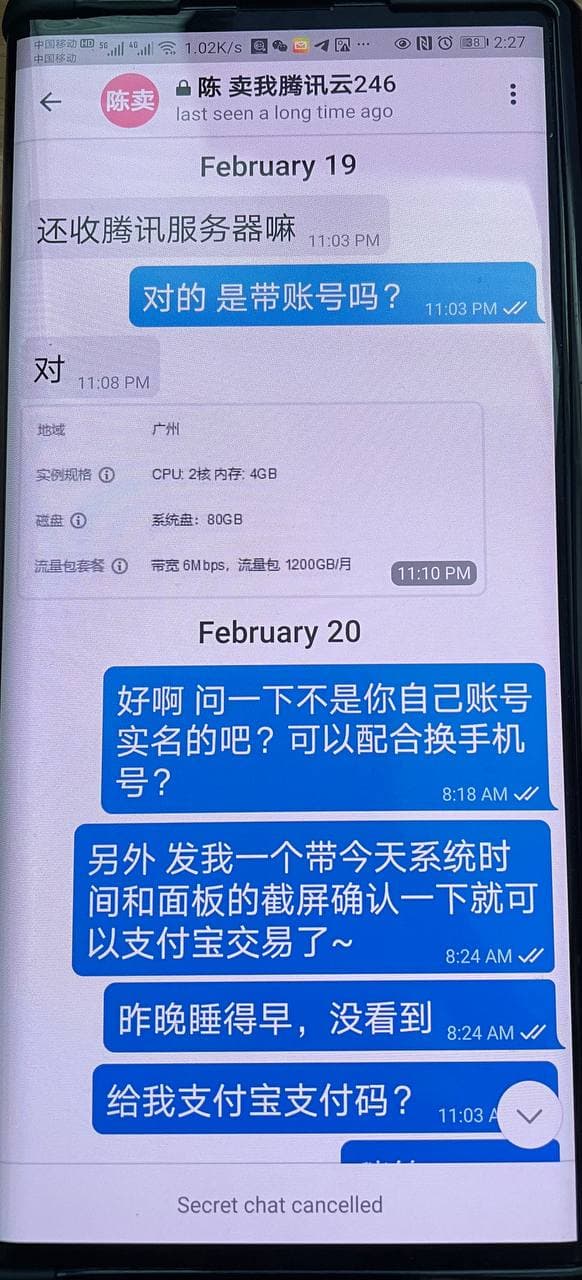 中国移动 HD 5G 4G 1.02K/s 38 2:27
中国移动
陈卖
陈 卖我腾讯云246
last seen a long time ago
February 19
还收腾讯服务器嘛 11:03 PM
对的 是带账号吗? 11:03 PM
对 11:08 PM
地域 广州
实例规格 CPU: 2核 内存: 4GB
磁盘 系统盘: 80GB
流量包套餐 带宽 6Mbps, 流量包 1200GB/月
11:10 PM
February 20
好啊 问一下不是你自己账号
实名的吧? 可以配合换手机
号?
8:18 AM
另外 发我一个带今天系统时
间和面板的截屏确认一下就可
以支付宝交易了~
8:24 AM
昨晚睡得早, 没看到 8:24 AM
给我支付宝支付码? 11:03 A
Secret chat cancelled